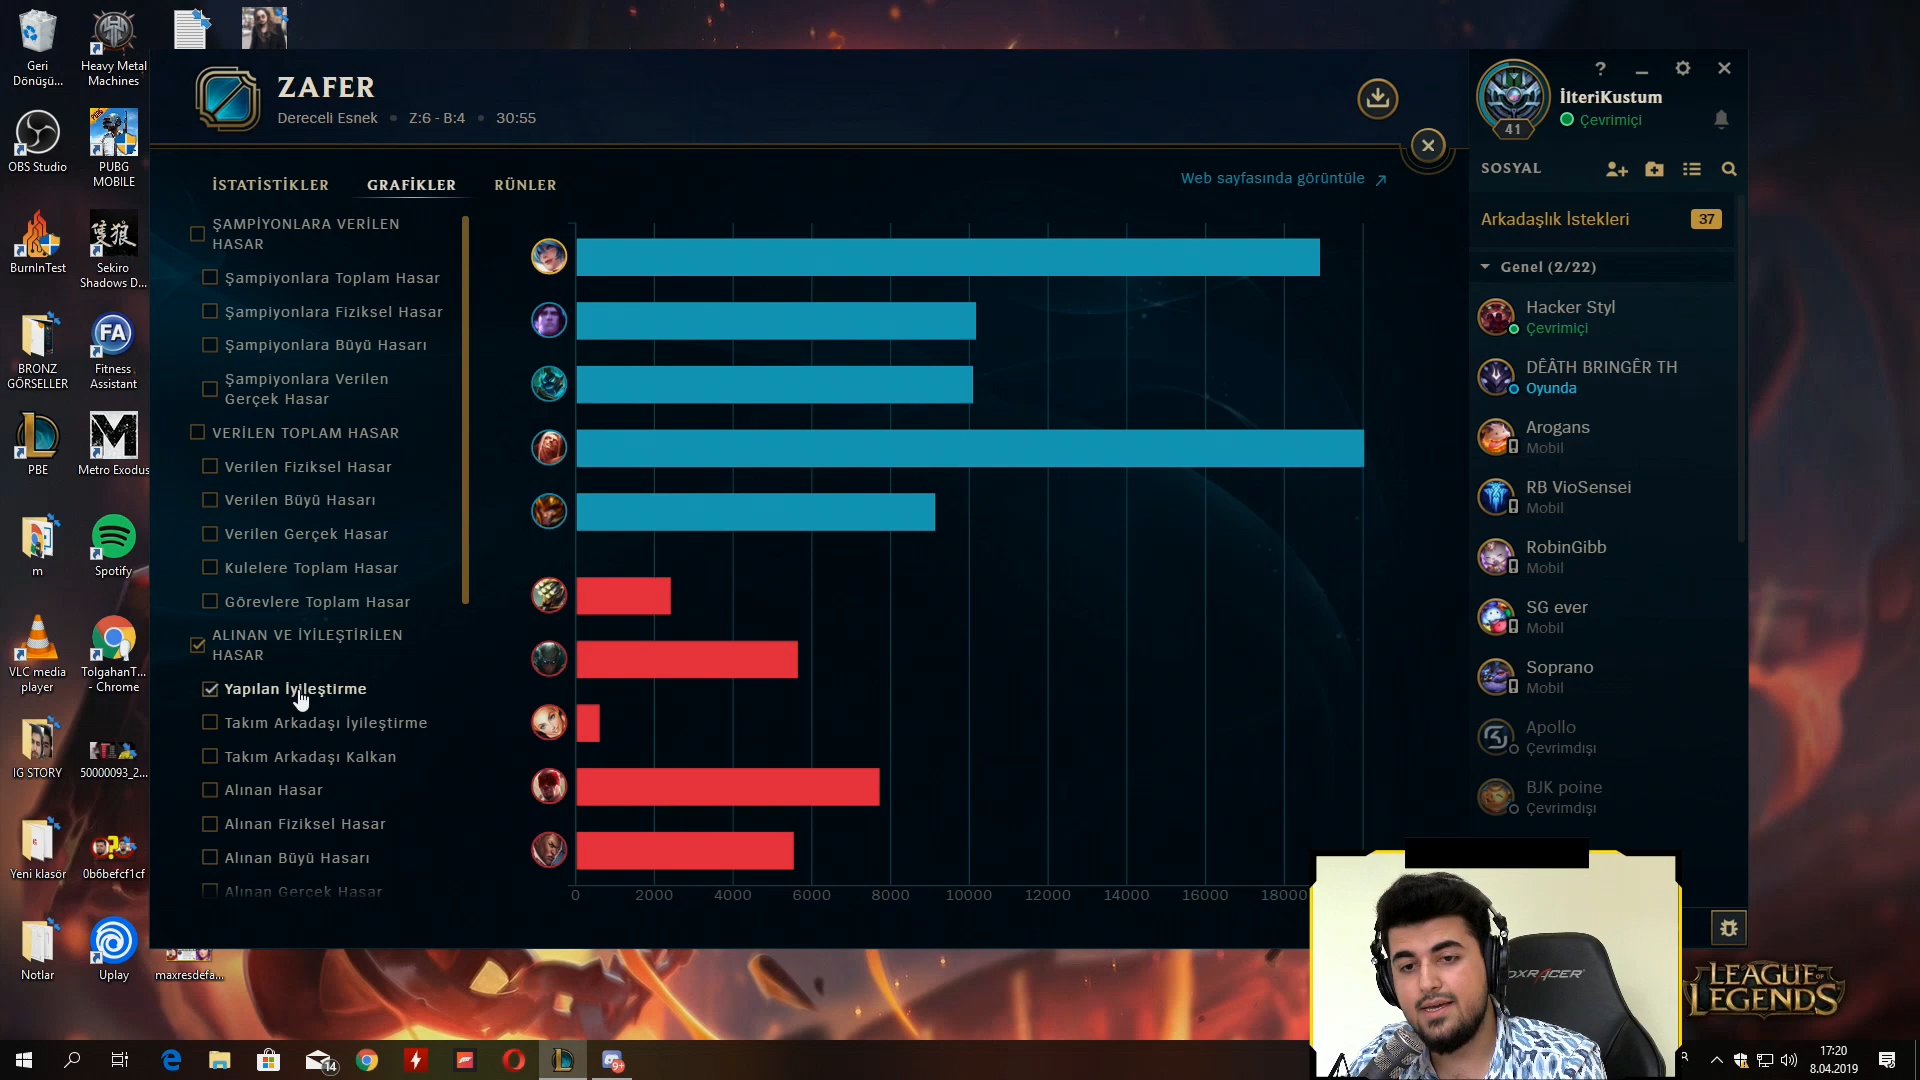 Geri
Dönüşü...
Heavy Metal
Machines
OBS Studio
PUBG
MOBILE
BurnInTest
Sekiro
Shadows D...
BRONZ
GÖRSELLER
FA
Fitness
Assistant
PBE
Metro Exodus
m
Spotify
VLC media
player
TolgahanT...
- Chrome
IG STORY
50000093_2...
Yeni klasör
0b6befcf1cf
Notlar
Uplay
maxresdefa...
ZAFER
Dereceli Esnek • Z:6 - B:4 • 30:55
İSTATİSTİKLER
GRAFİKLER
RÜNLER
Web sayfasında görüntüle
ŞAMPİYONLARA VERİLEN
HASAR
Şampiyonlara Toplam Hasar
Şampiyonlara Fiziksel Hasar
Şampiyonlara Büyü Hasarı
Şampiyonlara Verilen
Gerçek Hasar
VERİLEN TOPLAM HASAR
Verilen Fiziksel Hasar
Verilen Büyü Hasarı
Verilen Gerçek Hasar
Kulelere Toplam Hasar
Görevlere Toplam Hasar
ALINAN VE İYİLEŞTİRİLEN
HASAR
Yapılan İyileştirme
Takım Arkadaşı İyileştirme
Takım Arkadaşı Kalkan
Alınan Hasar
Alınan Fiziksel Hasar
Alınan Büyü Hasarı
Alınan Gerçek Hasar
0 2000 4000 6000 8000 10000 12000 14000 16000 18000
?
41
İlteriKustum
Çevrimiçi
SOSYAL
Arkadaşlık İstekleri 37
Genel (2/22)
Hacker Styl
Çevrimiçi
DÊÂTH BRINGÊR TH
Oyunda
Arogans
Mobil
RB VioSensei
Mobil
RobinGibb
Mobil
SG ever
Mobil
Soprano
Mobil
Apollo
Çevrimdışı
BJK poine
Çevrimdışı
LEAGUE OF
LEGENDS
14
9+
17:20
8.04.2019